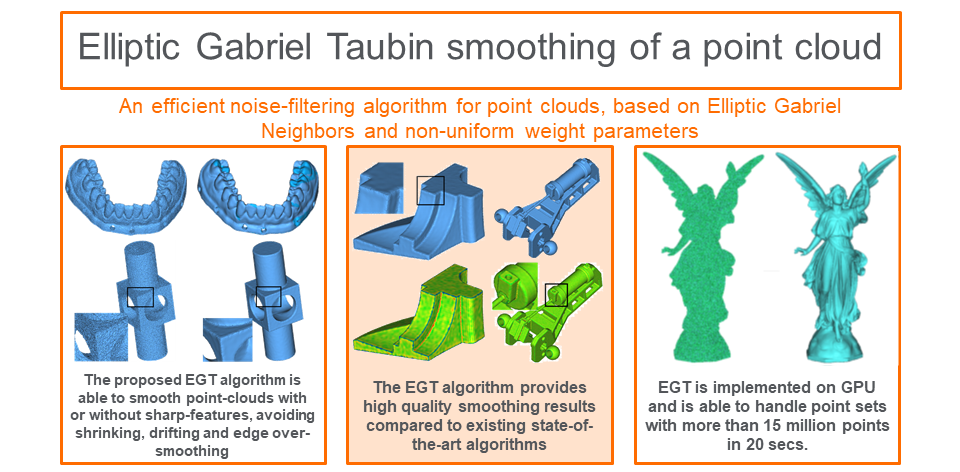 Elliptic Gabriel Taubin smoothing of a point cloud
An efficient noise-filtering algorithm for point clouds, based on Elliptic Gabriel
Neighbors and non-uniform weight parameters
The proposed EGT algorithm is
able to smooth point-clouds with
or without sharp-features, avoiding
shrinking, drifting and edge over-
smoothing
The EGT algorithm provides
high quality smoothing results
compared to existing state-of-
the-art algorithms
EGT is implemented on GPU
and is able to handle point sets
with more than 15 million points
in 20 secs.